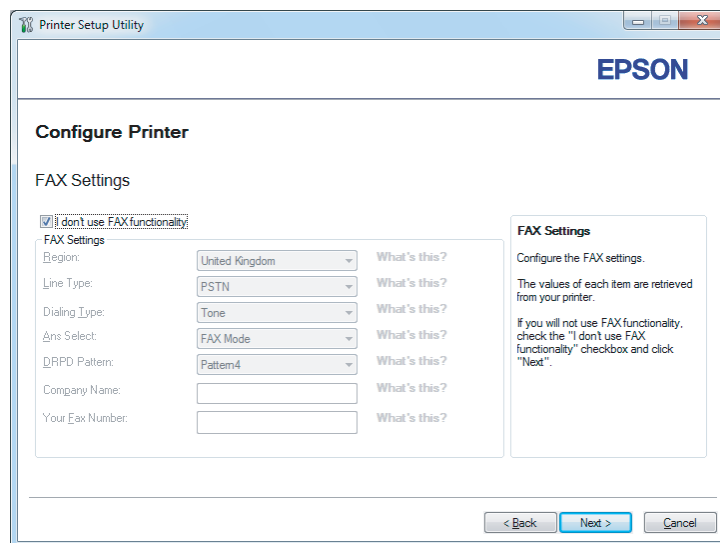 Printer Setup Utility
EPSON
Configure Printer
FAX Settings
I don't use FAX functionality
FAX Settings
Region: United Kingdom What's this?
Line Type: PSTN What's this?
Dialing Type: Tone What's this?
Ans Select: FAX Mode What's this?
DRPD Pattern: Pattern4 What's this?
Company Name: What's this?
Your Fax Number: What's this?
FAX Settings
Configure the FAX settings.
The values of each item are retrieved
from your printer.
If you will not use FAX functionality,
check the "I don't use FAX
functionality" checkbox and click
"Next".
< Back Next > Cancel